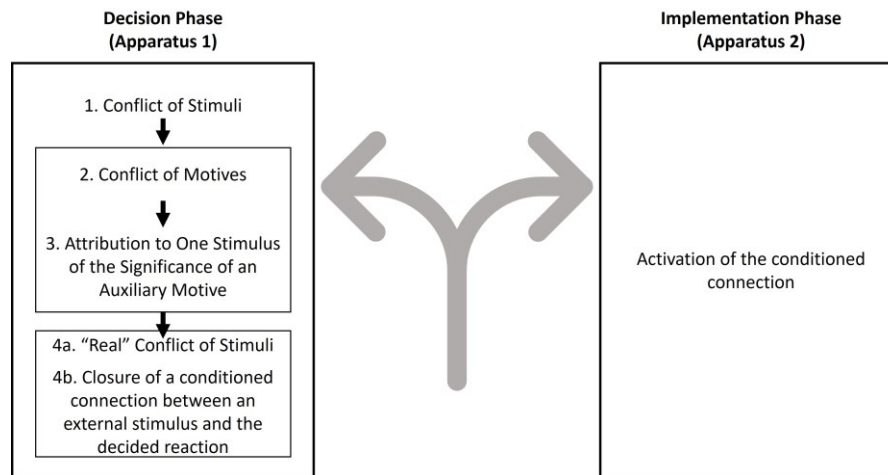 Decision Phase
(Apparatus 1)
1. Conflict of Stimuli
2. Conflict of Motives
3. Attribution to One Stimulus
of the Significance of an
Auxiliary Motive
4a. “Real” Conflict of Stimuli
4b. Closure of a conditioned
connection between an
external stimulus and the
decided reaction
Implementation Phase
(Apparatus 2)
Activation of the conditioned
connection